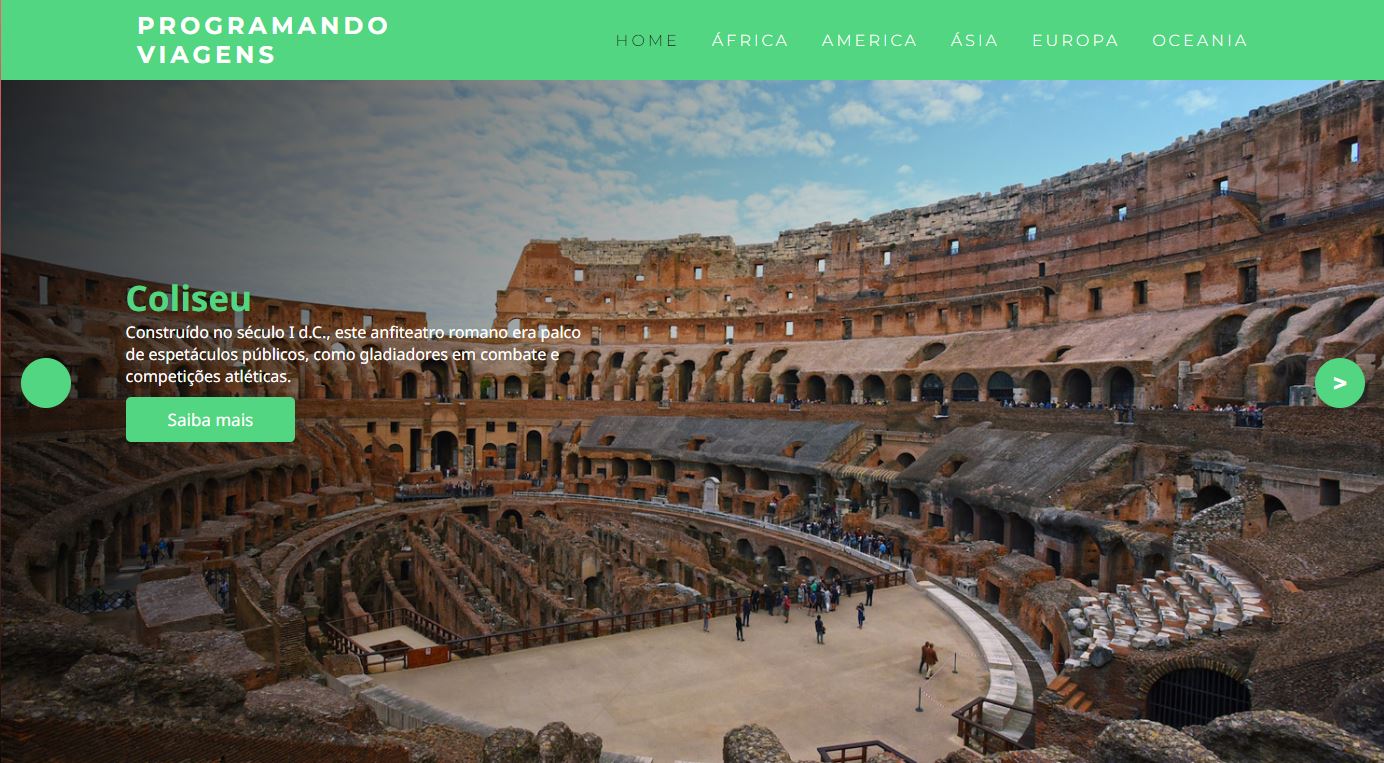 PROGRAMANDO
VIAGENS
HOME ÁFRICA AMERICA ÁSIA EUROPA OCEANIA
Coliseu
Construído no século I d.C., este anfiteatro romano era palco
de espetáculos públicos, como gladiadores em combate e
competições atléticas.
>
Saiba mais